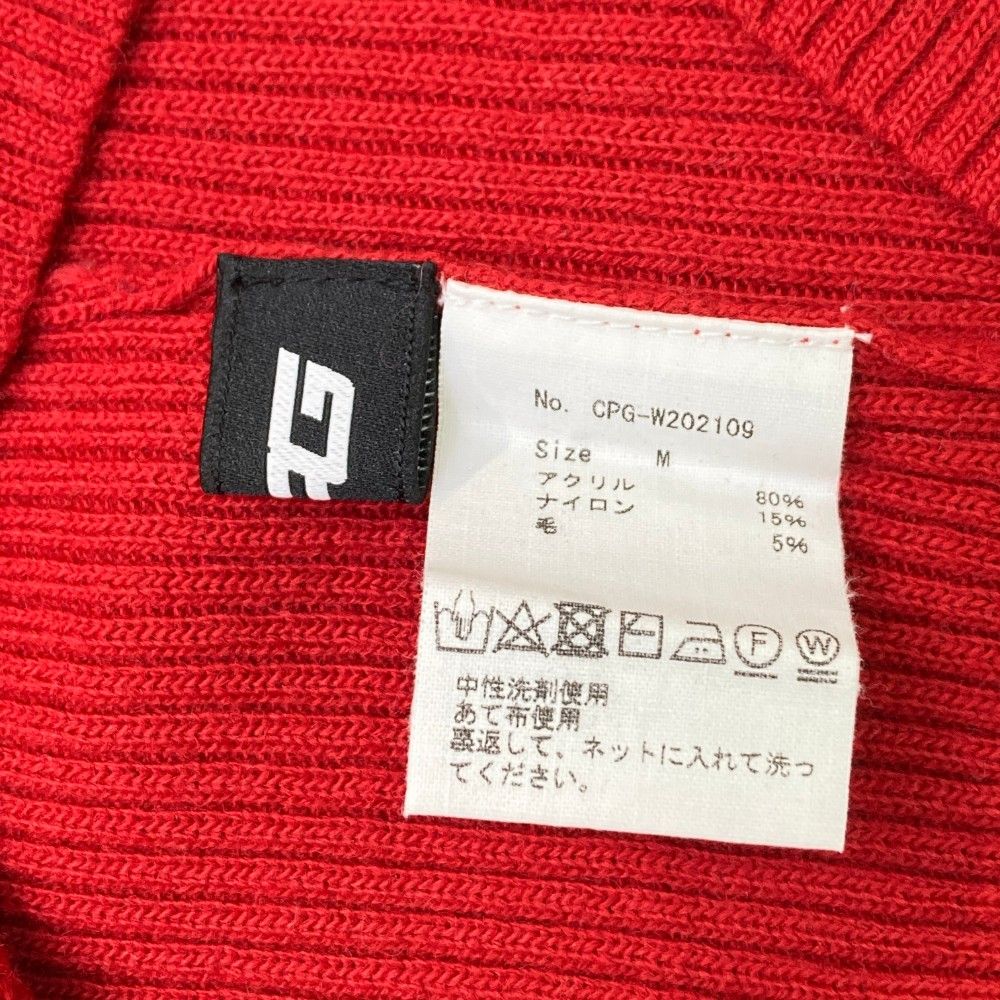 No. CPG-W202109
Size M
アクリル 80%
ナイロン 15%
毛 5%
F W
中性洗剤使用
あて布使用
裏返して、ネットに入れて洗っ
てください。